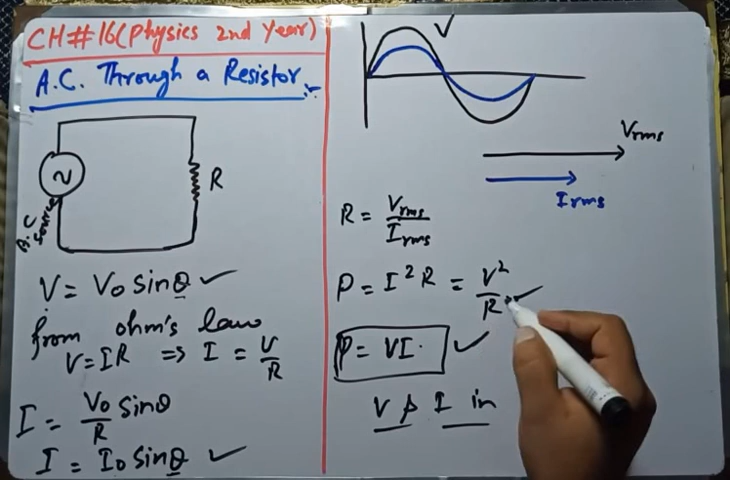 CH#16(Physics 2nd Year)
A.C. Through a Resistor
R
A.C
Source
V = V₀ Sinθ ✓
from ohm's law
V=IR ⇒ I = V/R
I = V₀/R Sinθ
I = I₀ Sinθ ✓
V
Vrms
Irms
R = Vrms/Irms
P = I²R = V²/R ✓
P = VI. ✓
V & I in